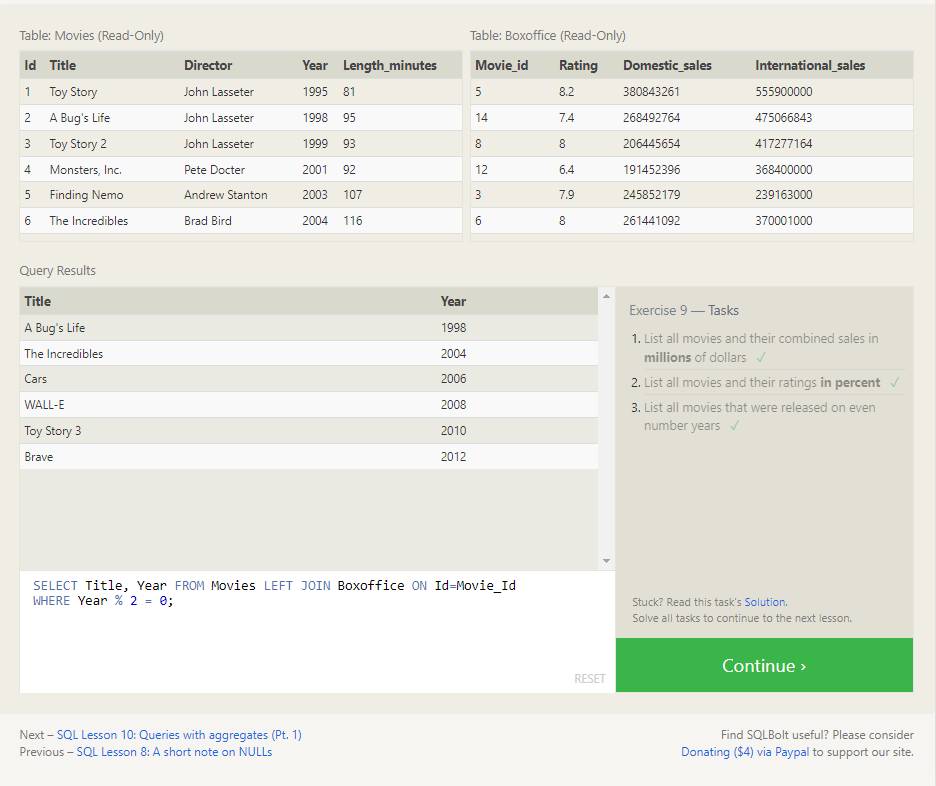 Table: Movies (Read-Only)
Id Title Director Year Length_minutes
1 Toy Story John Lasseter 1995 81
2 A Bug's Life John Lasseter 1998 95
3 Toy Story 2 John Lasseter 1999 93
4 Monsters, Inc. Pete Docter 2001 92
5 Finding Nemo Andrew Stanton 2003 107
6 The Incredibles Brad Bird 2004 116
Table: Boxoffice (Read-Only)
Movie_id Rating Domestic_sales International_sales
5 8.2 380843261 555900000
14 7.4 268492764 475066843
8 8 206445654 417277164
12 6.4 191452396 368400000
3 7.9 245852179 239163000
6 8 261441092 370001000
Query Results
Title Year
A Bug's Life 1998
The Incredibles 2004
Cars 2006
WALL-E 2008
Toy Story 3 2010
Brave 2012
SELECT Title, Year FROM Movies LEFT JOIN Boxoffice ON Id=Movie_Id
WHERE Year % 2 = 0;
RESET
Exercise 9 — Tasks
1. List all movies and their combined sales in
millions of dollars ✓
2. List all movies and their ratings in percent ✓
3. List all movies that were released on even
number years ✓
Stuck? Read this task's Solution.
Solve all tasks to continue to the next lesson.
Continue ›
Next – SQL Lesson 10: Queries with aggregates (Pt. 1)
Previous – SQL Lesson 8: A short note on NULLs
Find SQLBolt useful? Please consider
Donating ($4) via Paypal to support our site.